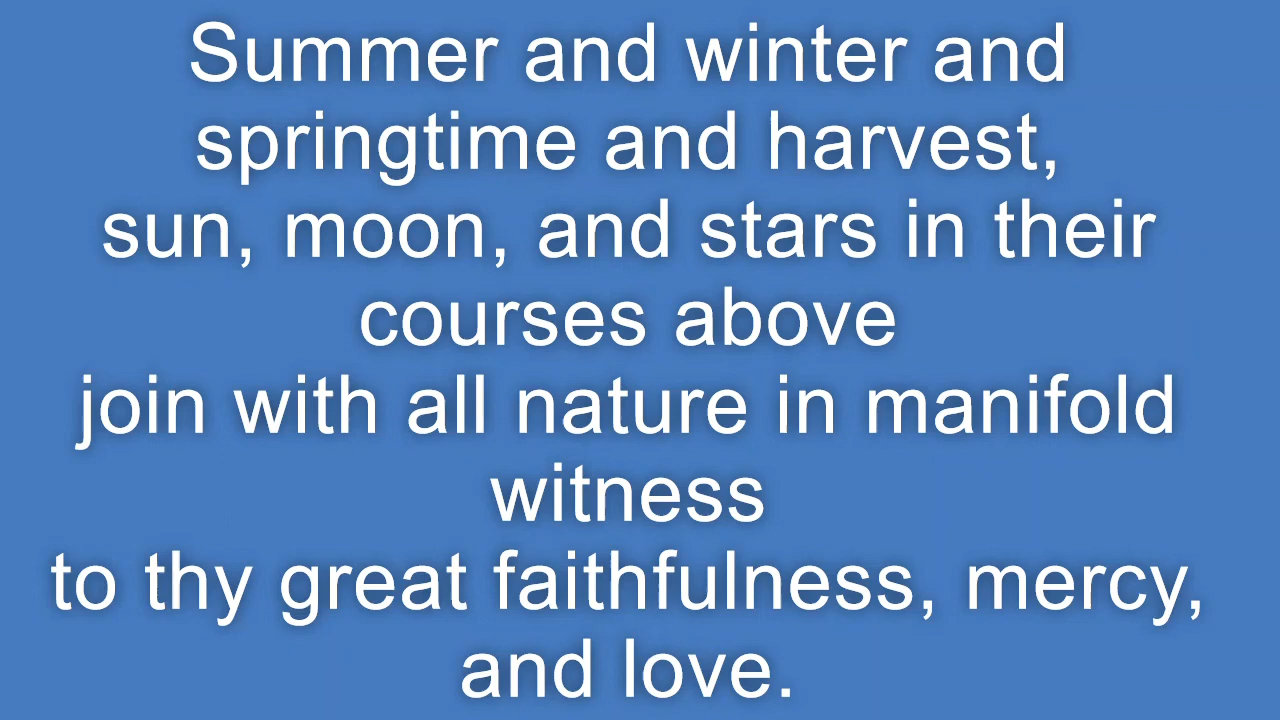 Summer and winter and
springtime and harvest,
sun, moon, and stars in their
courses above
join with all nature in manifold
witness
to thy great faithfulness, mercy,
and love.